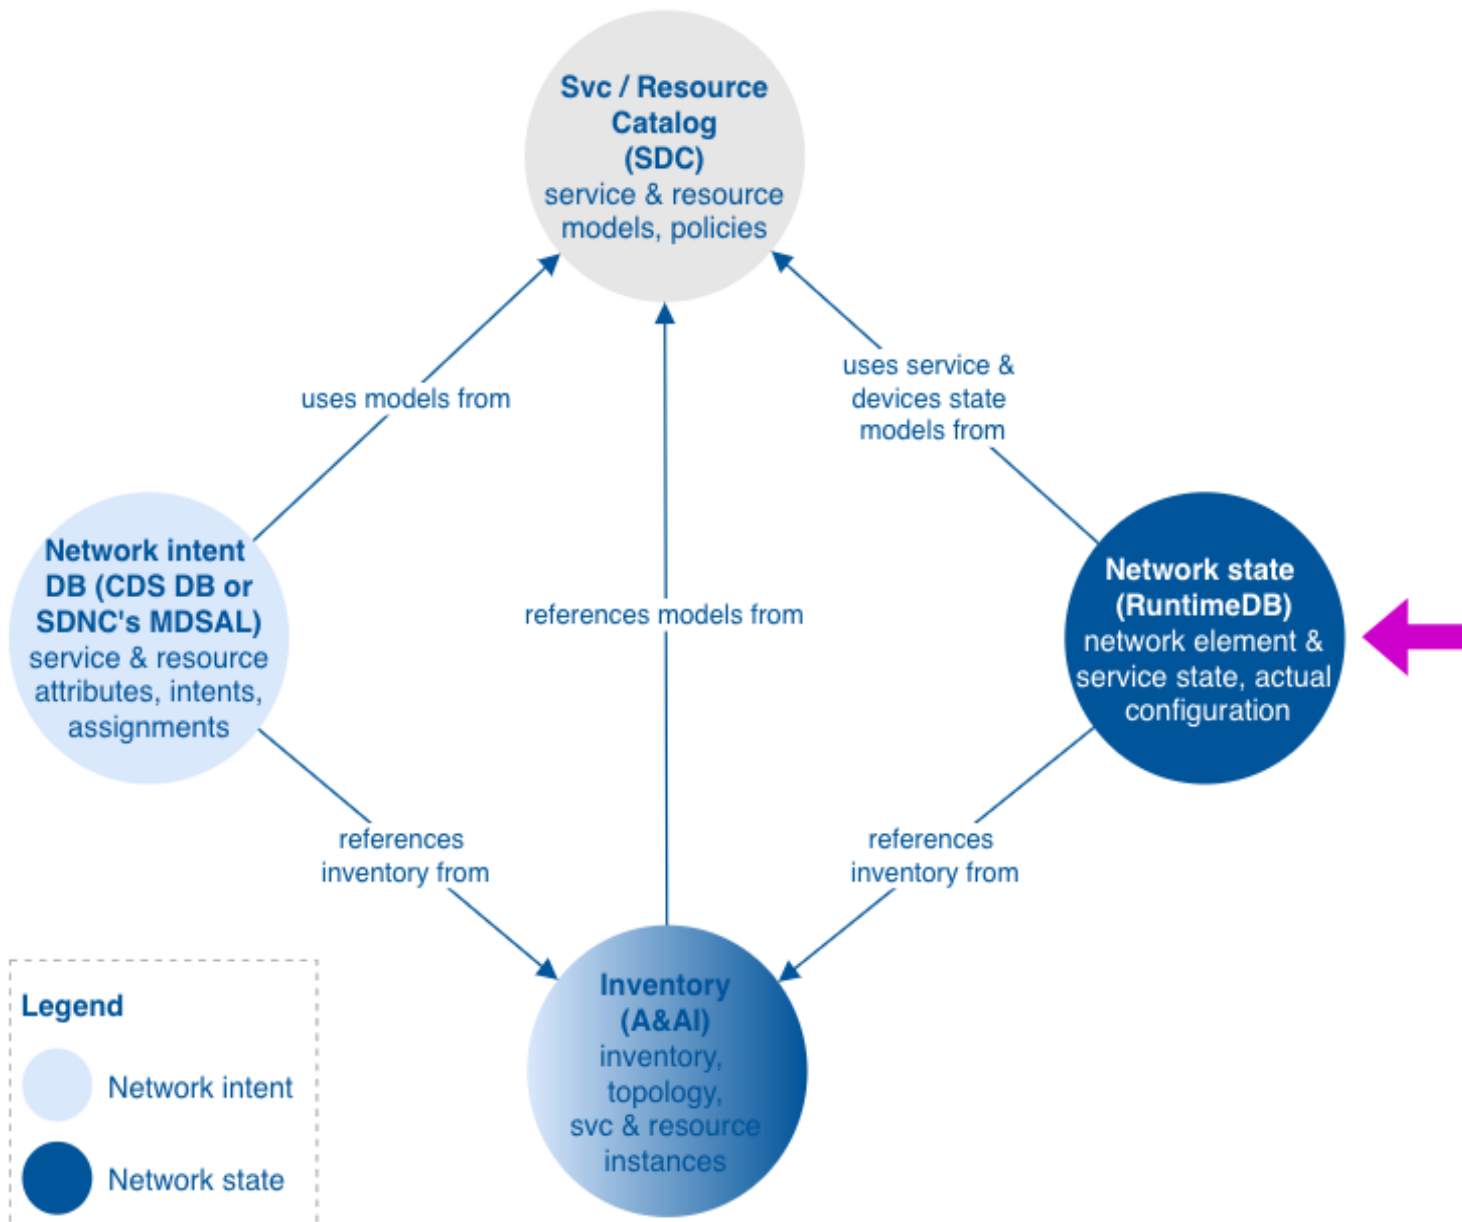 Svc / Resource
Catalog
(SDC)
service & resource
models, policies
uses models from
uses service &
devices state
models from
Network intent
DB (CDS DB or
SDNC's MDSAL)
service & resource
attributes, intents,
assignments
references models from
Network state
(RuntimeDB)
network element &
service state, actual
configuration
references
inventory from
references
inventory from
Inventory
(A&AI)
inventory,
topology,
svc & resource
instances
Legend
Network intent
Network state